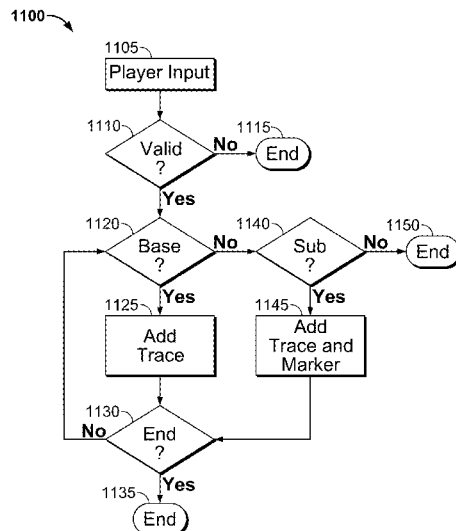 1100
1105
Player Input
1110
Valid
?
No
1115
End
Yes
1120
Base
?
No
1140
Sub
?
No
1150
End
Yes
Yes
1125
Add
Trace
1145
Add
Trace and
Marker
1130
End
?
No
Yes
1135
End